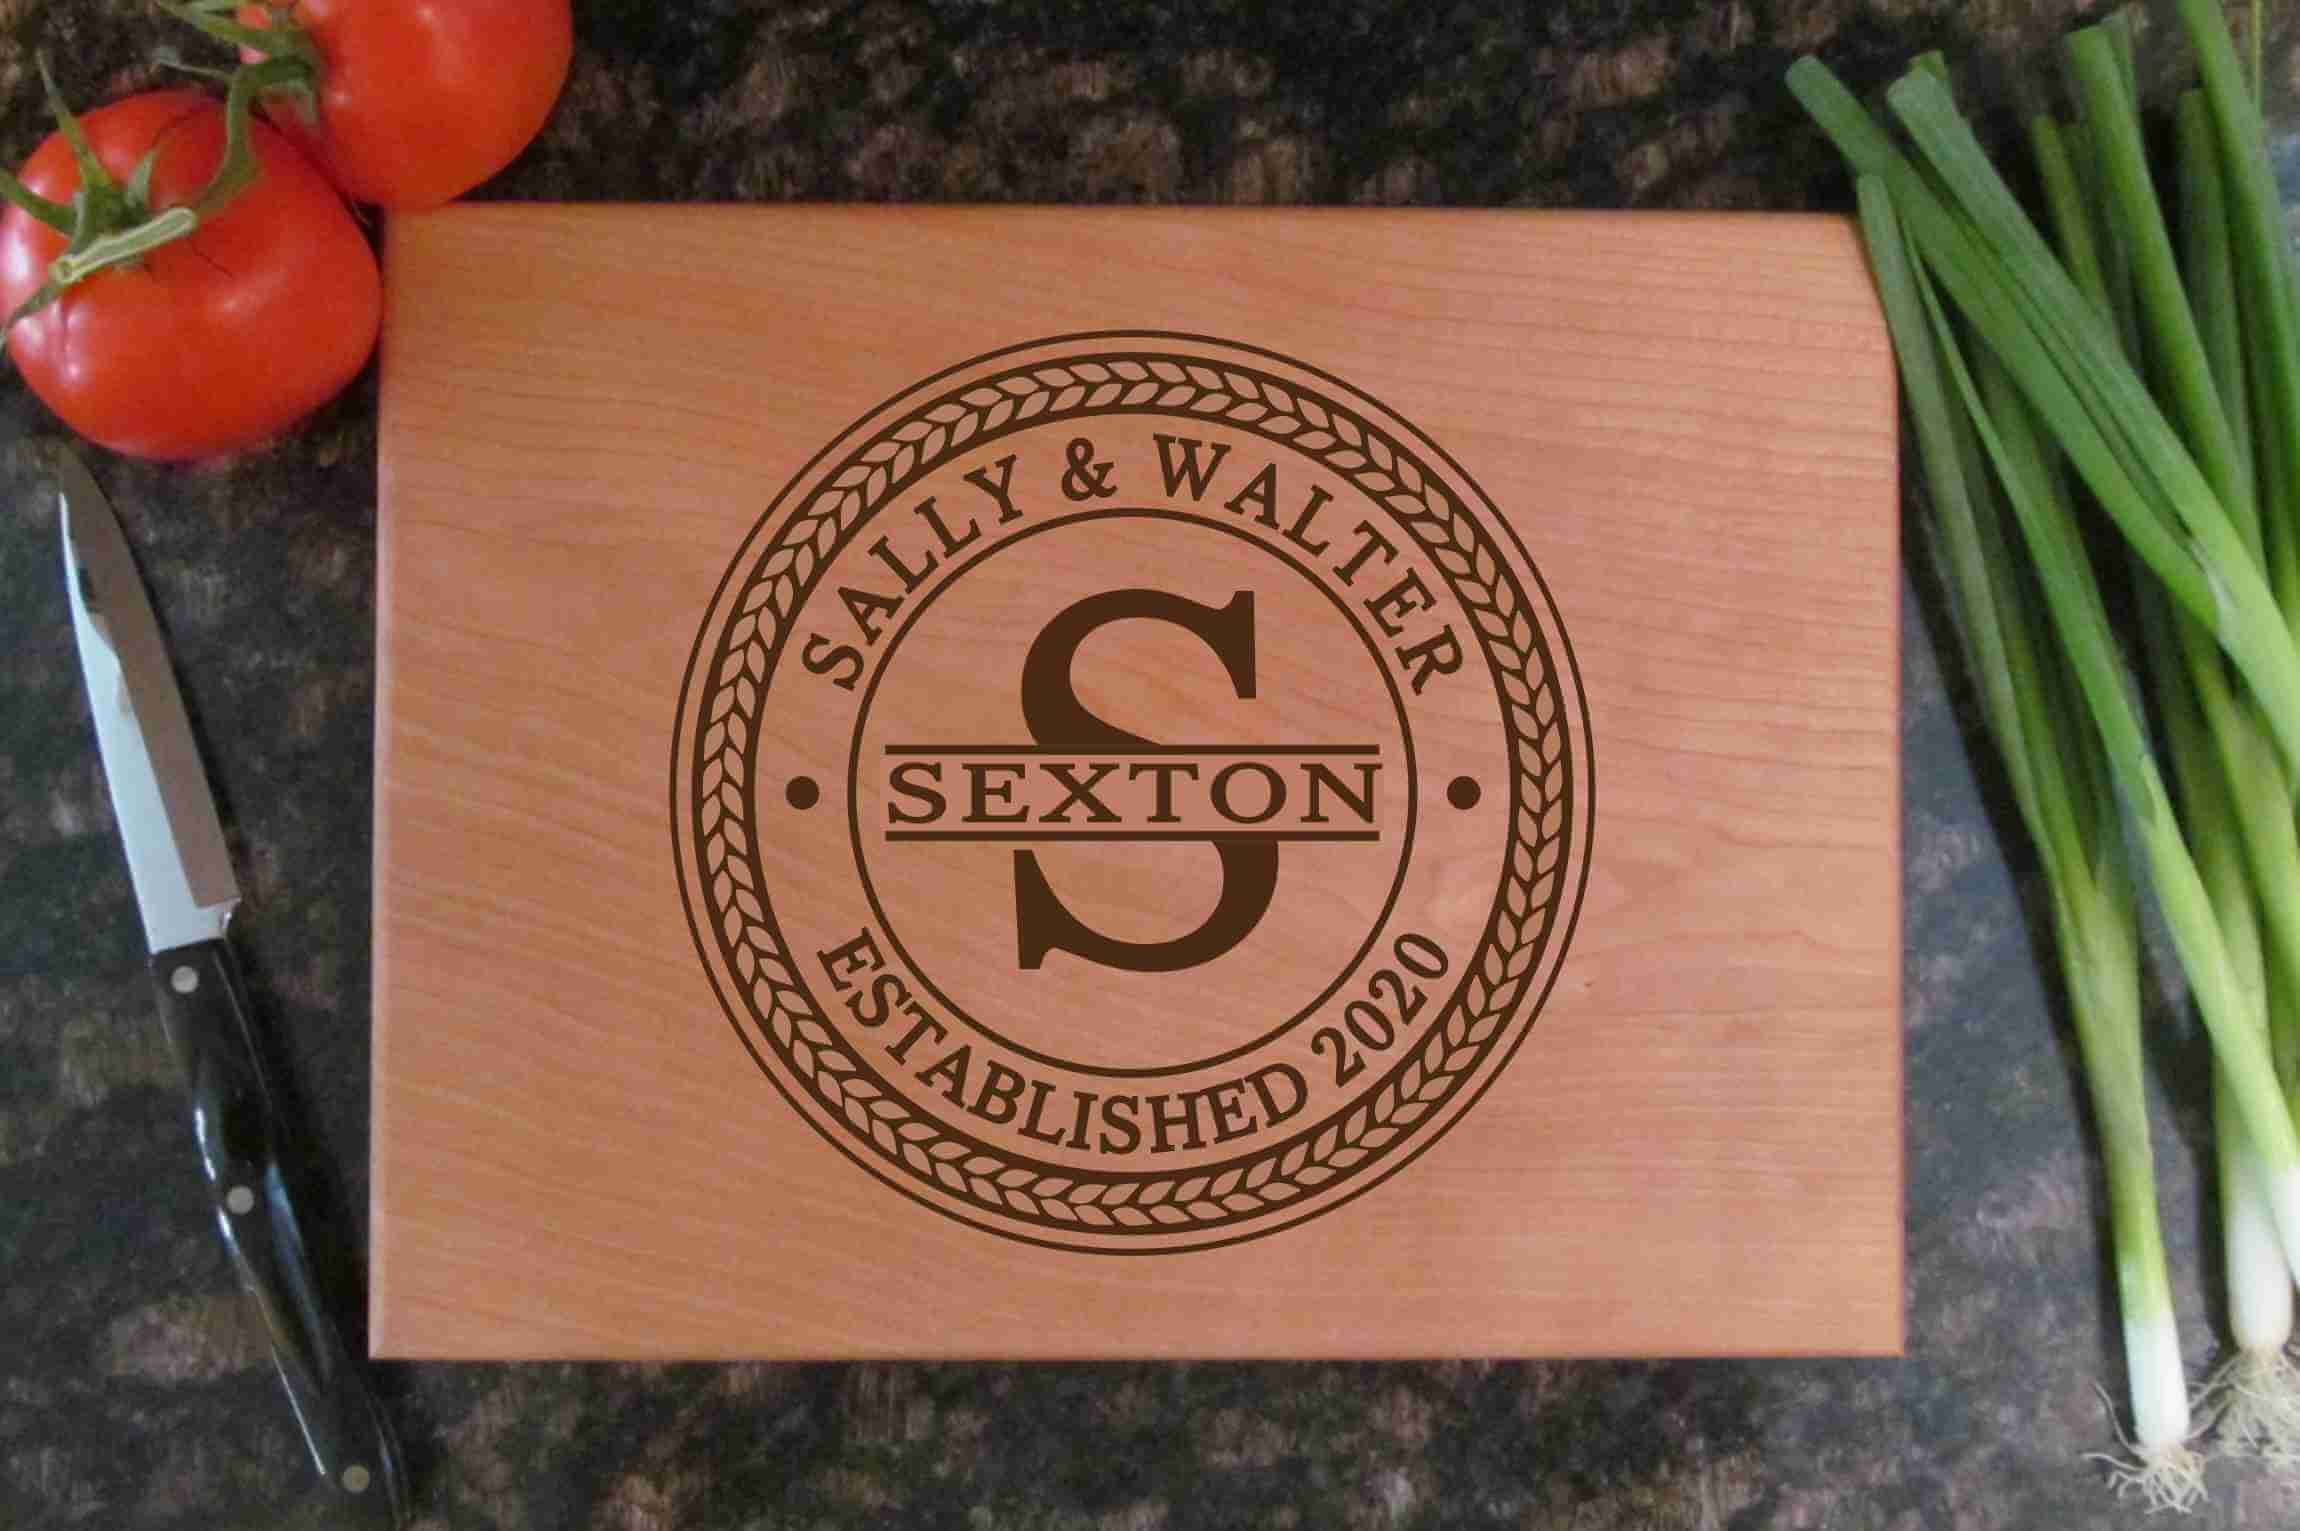 SALLY & WALTER
S
SEXTON
ESTABLISHED 2020